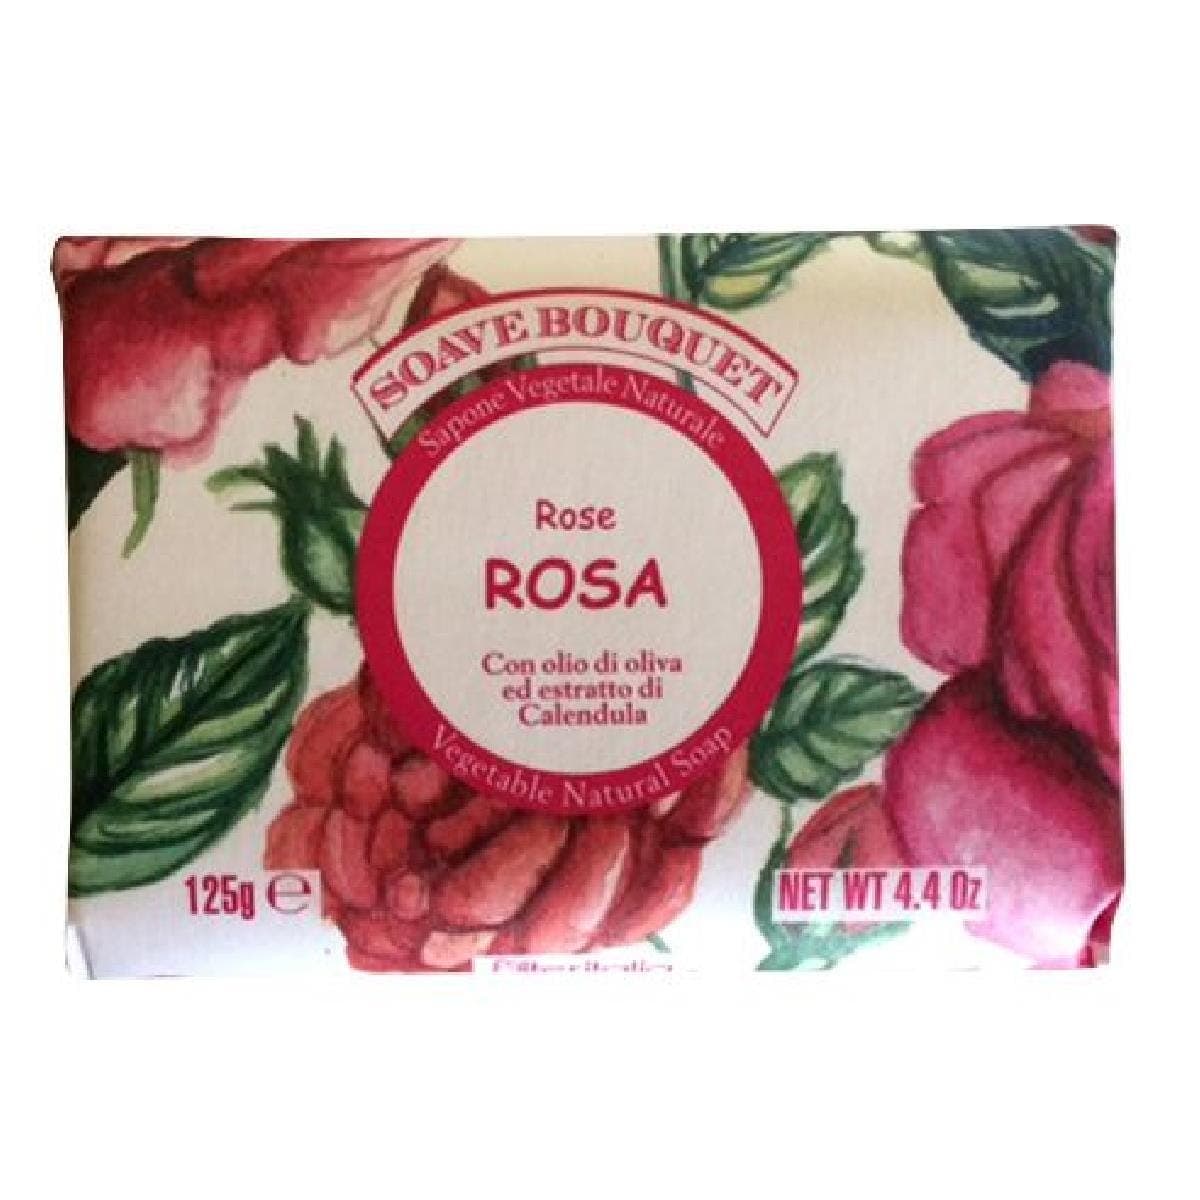 SOAVE BOUQUET
Sapone Vegetale Naturale
Rose
ROSA
Con olio di oliva
ed estratto di
Calendula
Vegetable Natural Soap
125g ℮
NET WT 4.4 Oz